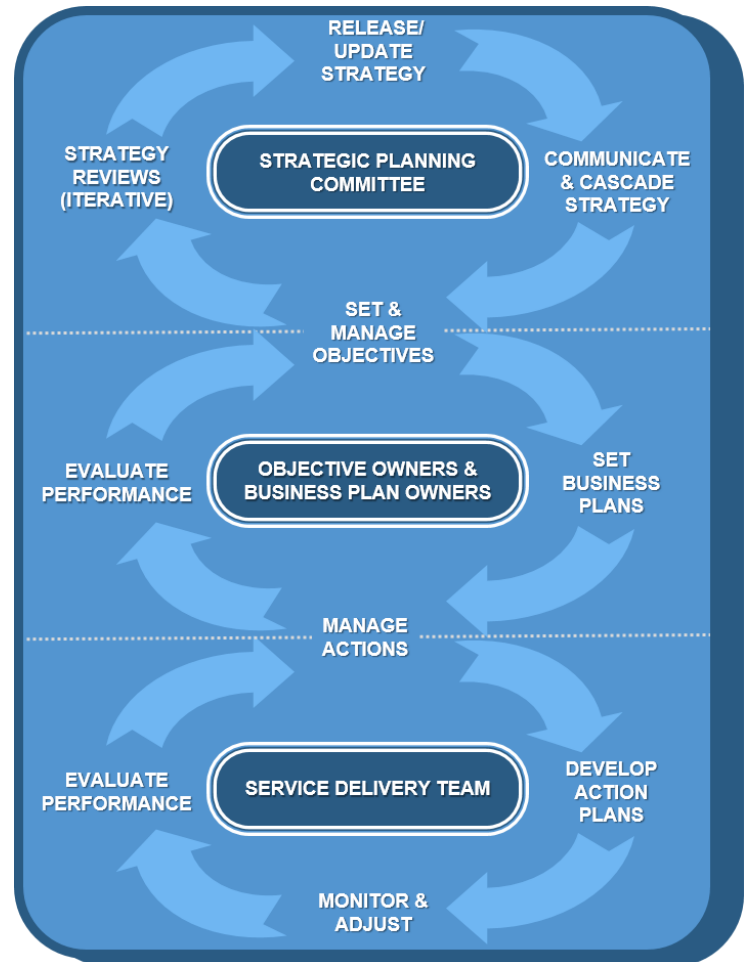 RELEASE/
UPDATE
STRATEGY
STRATEGY
REVIEWS
(ITERATIVE)
STRATEGIC PLANNING
COMMITTEE
COMMUNICATE
& CASCADE
STRATEGY
SET &
MANAGE
OBJECTIVES
EVALUATE
PERFORMANCE
OBJECTIVE OWNERS &
BUSINESS PLAN OWNERS
SET
BUSINESS
PLANS
MANAGE
ACTIONS
EVALUATE
PERFORMANCE
SERVICE DELIVERY TEAM
DEVELOP
ACTION
PLANS
MONITOR &
ADJUST